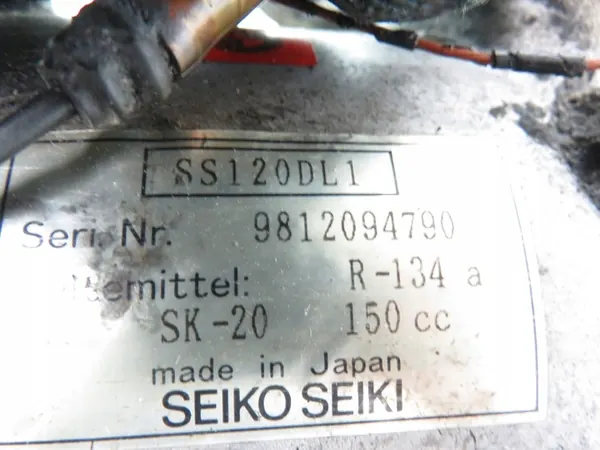 SS120DL1
Seri. Nr. 9812094790
R-134 a
SK-20 150 cc
made in Japan
SEIKO SEIKI